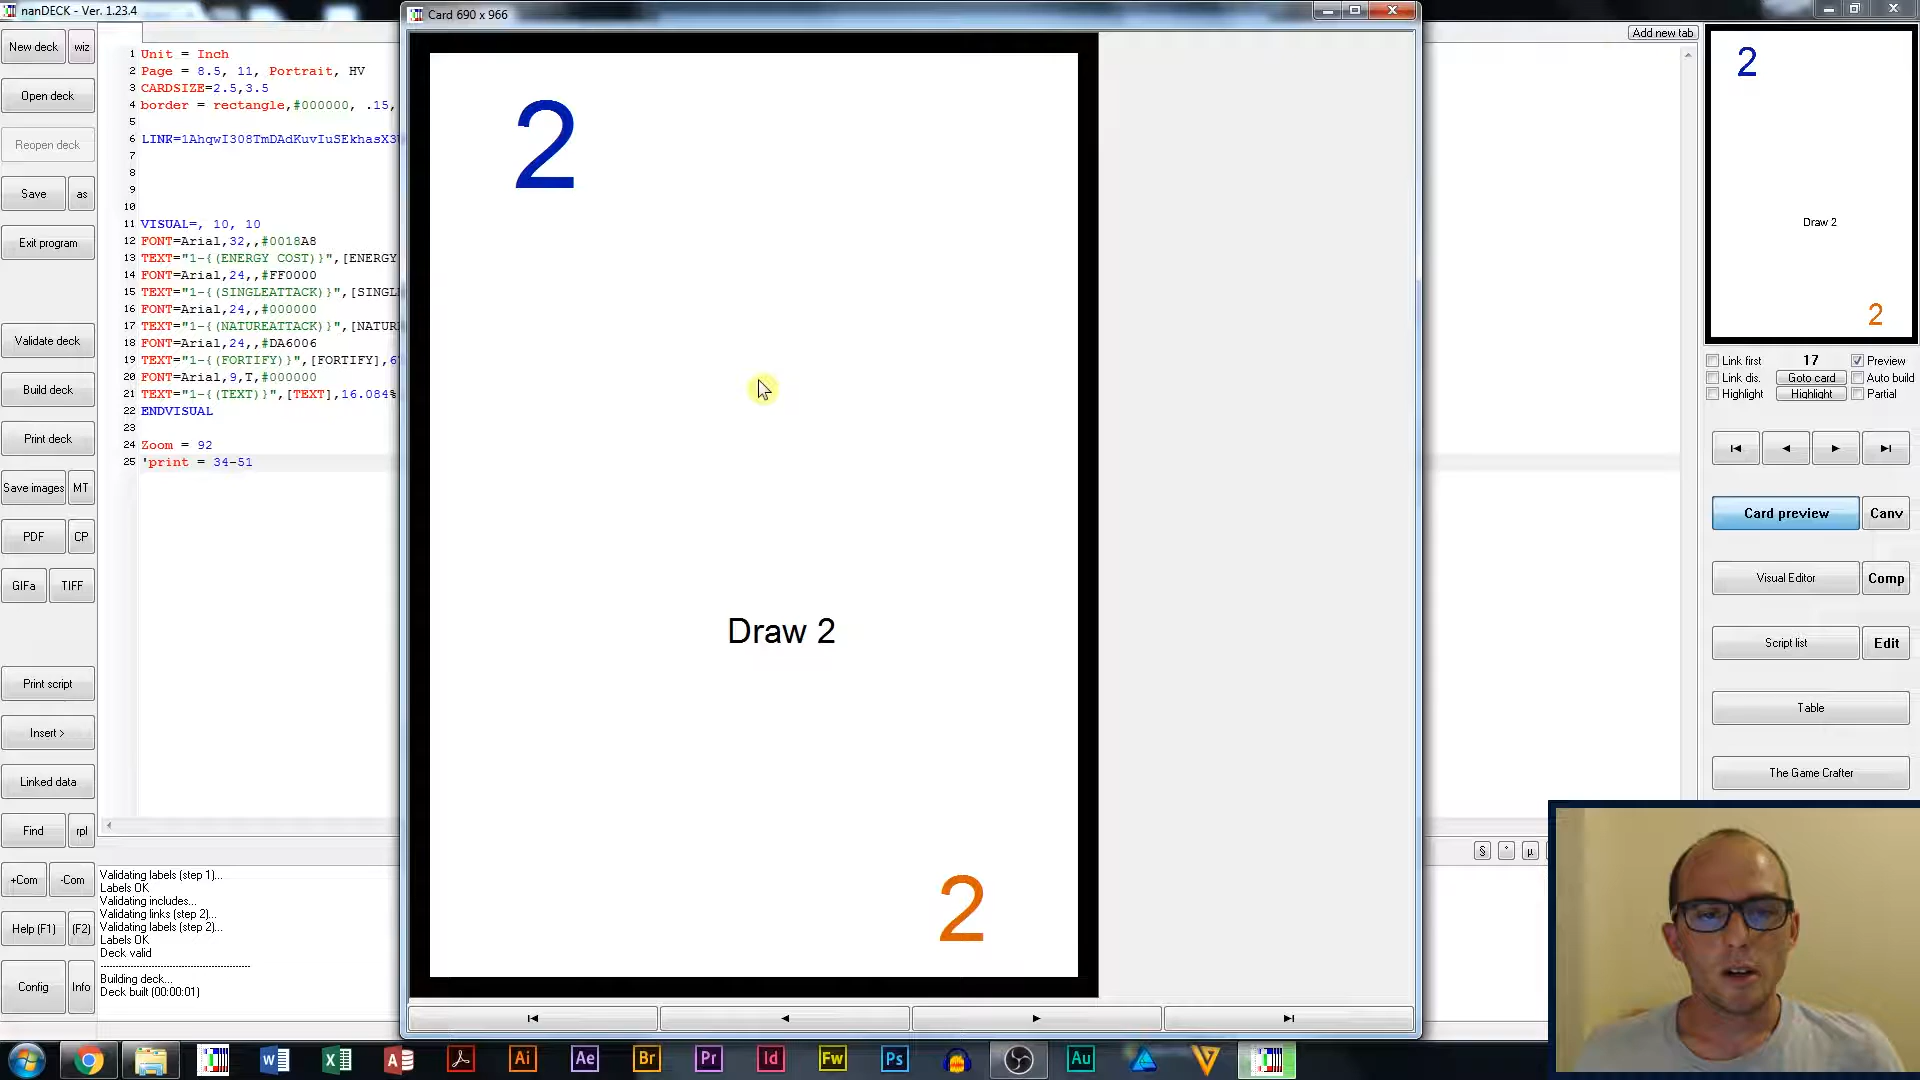 nanDECK - Ver. 1.23.4
Card 690 x 966
New deck
wiz
Open deck
Reopen deck
Save
as
Exit program
Validate deck
Build deck
Print deck
Save images
MT
PDF
CP
GIFa
TIFF
Print script
Insert >
Linked data
Find
rpl
+Com
-Com
Help (F1)
(F2)
Config
Info
1 Unit = Inch
2 Page = 8.5, 11, Portrait, HV
3 CARDSIZE=2.5,3.5
4 border = rectangle,#000000, .15,
5
6 LINK=1AhqwI308TmDAdKuvIuSEkhasX3
7
8
9
10
11 VISUAL=, 10, 10
12 FONT=Arial,32,,#0018A8
13 TEXT="1-{(ENERGY COST)}",[ENERGY
14 FONT=Arial,24,,#FF0000
15 TEXT="1-{(SINGLEATTACK)}",[SINGL
16 FONT=Arial,24,,#000000
17 TEXT="1-{(NATUREATTACK)}",[NATUR
18 FONT=Arial,24,,#DA6006
19 TEXT="1-{(FORTIFY)}",[FORTIFY],6
20 FONT=Arial,9,T,#000000
21 TEXT="1-{(TEXT)}",[TEXT],16.084%
22 ENDVISUAL
23
24 Zoom = 92
25 'print = 34-51
Validating labels (step 1)...
Labels OK
Validating includes...
Validating links (step 2)...
Validating labels (step 2)...
Labels OK
Deck valid
Building deck...
Deck built (00:00:01)
2
Draw 2
2
Add new tab
2
Draw 2
2
Link first
17
Preview
Link dis.
Goto card
Auto build
Highlight
Highlight
Partial
Card preview
Canv
Visual Editor
Comp
Script list
Edit
Table
The Game Crafter
§
°
µ
Ai
Ae
Br
Pr
Id
Fw
Ps
Au